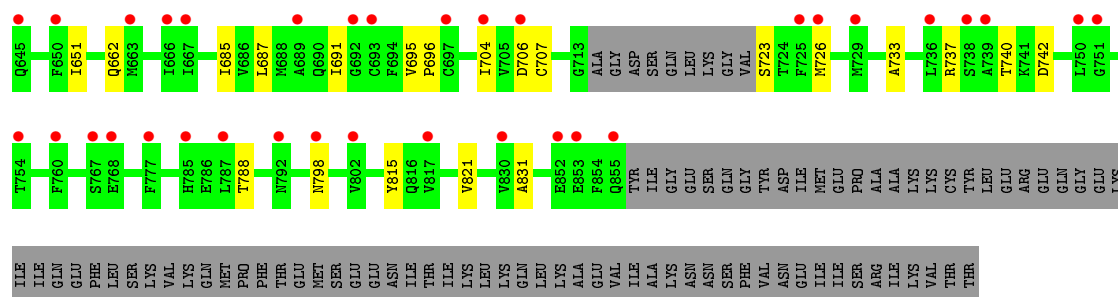 Q645 F650 I651 Q662 M663 I666 I667 I685 V686 L687 M688 A689 Q690 I691 G692 C693 F694 V695 P696 C697 I704 V705 D706 C707 G713 ALA GLY ASP SER GLN LEU LYS GLY VAL S723 T724 F725 M726 M729 A733 L736 R737 S738 A739 T740 K741 D742 L750 G751
T754 F760 S767 E768 F777 H785 E786 L787 T788 N792 N798 V802 Y815 Q816 V817 V821 V830 A831 E852 E853 F854 Q855 TYR ILE GLY GLU SER GLN GLY TYR ASP ILE MET GLU PRO ALA ALA LYS LYS CYS TYR LEU GLU ARG GLU GLN GLY GLU LYS
ILE ILE GLN GLU PHE LEU SER LYS VAL LYS GLN MET PRO PHE THR GLU MET SER GLU GLU ASN ILE THR ILE LYS LEU LYS GLN LEU LYS ALA GLU VAL ILE ALA LYS ASN ASN SER PHE VAL ASN GLU ILE ILE SER ARG ILE LYS VAL THR THR